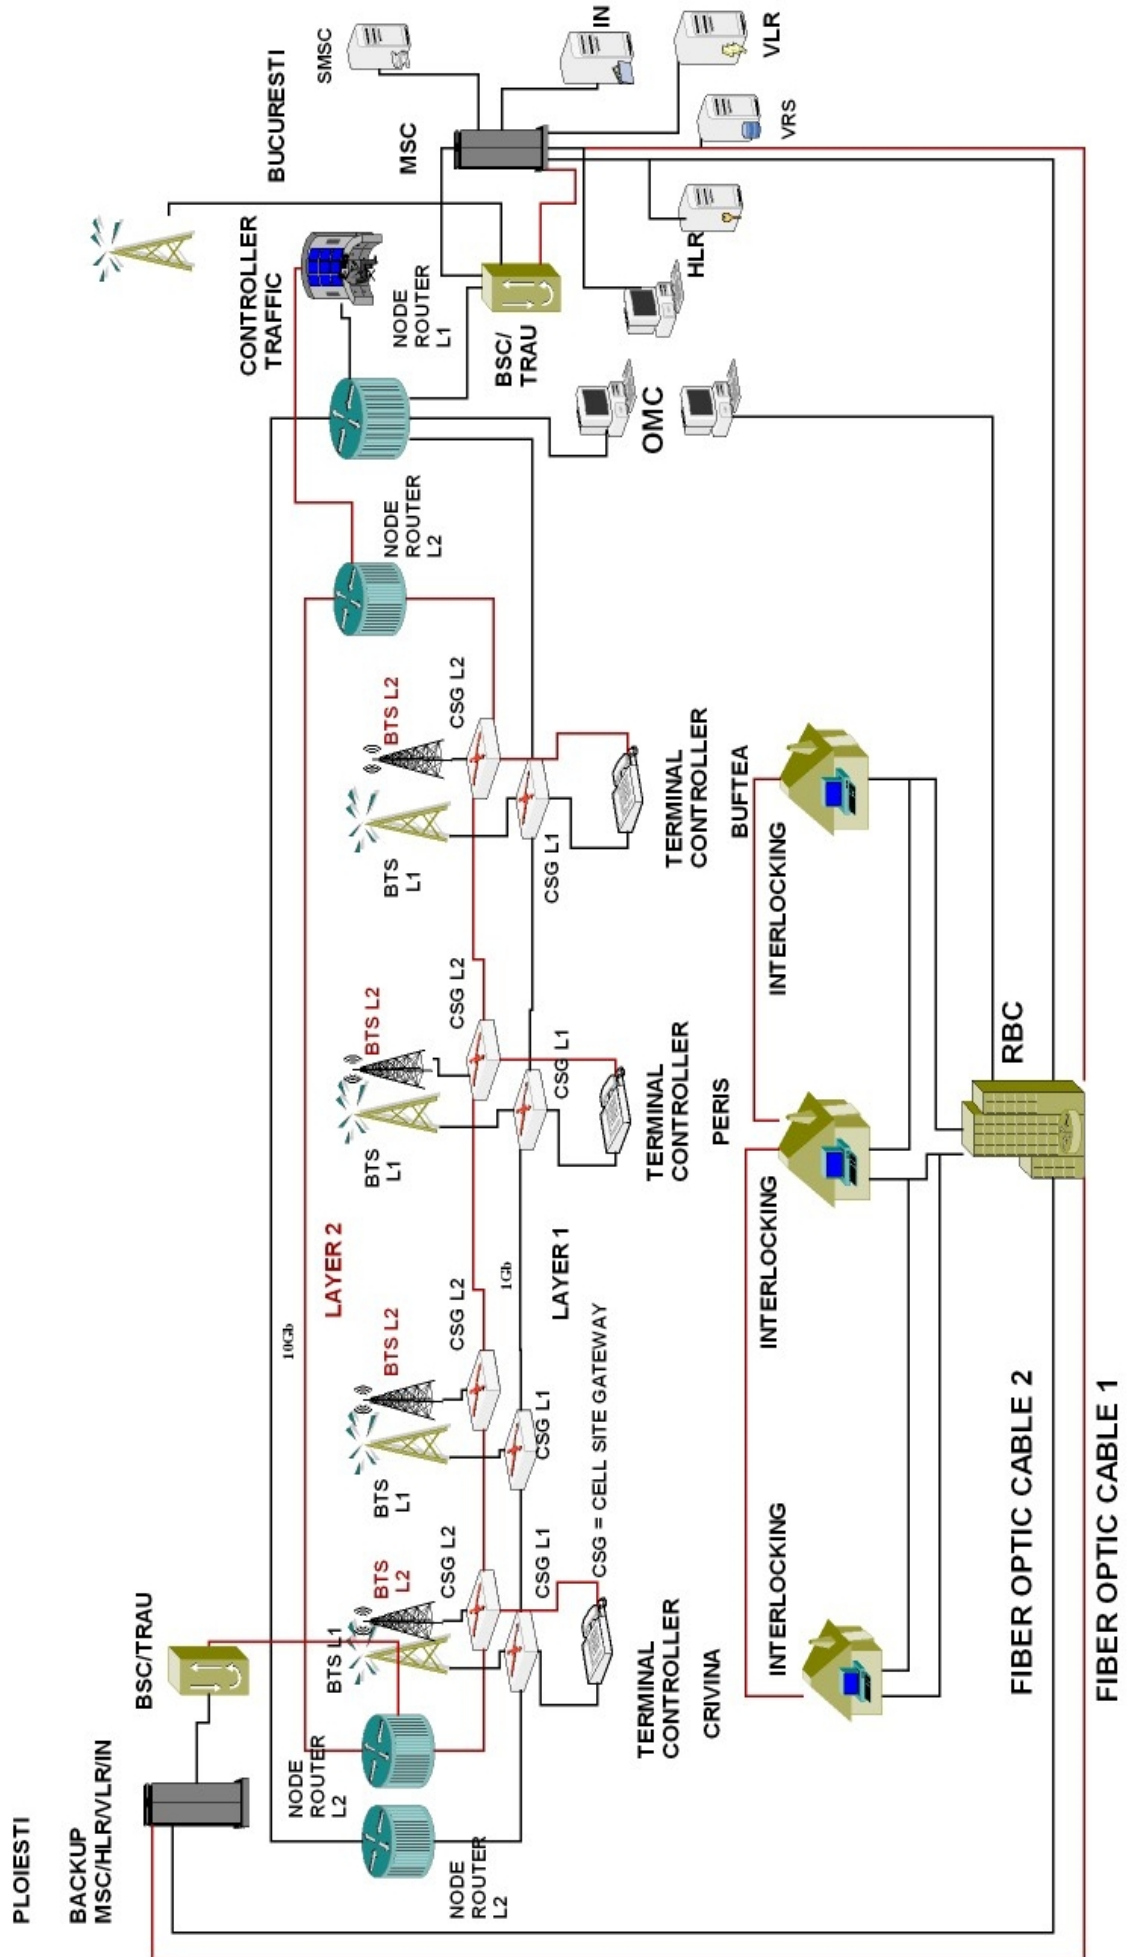 PLOIESTI
BACKUP
MSC/HLR/VLR/IN
BSC/TRAU
BUCURESTI
SMSC
IN
VLR
VRS
MSC
HLR
CONTROLLER
TRAFFIC
NODE
ROUTER
L1
BSC/
TRAU
OMC
NODE
ROUTER
L2
NODE
ROUTER
L2
NODE
ROUTER
L2
10Gb
LAYER 2
1Gb
LAYER 1
BTS L1
BTS
L2
CSG L2
CSG L1
BTS
L1
BTS L2
CSG L2
CSG L1
BTS
L1
BTS L2
CSG L2
CSG L1
BTS
L1
BTS L2
CSG L2
CSG L1
CSG = CELL SITE GATEWAY
TERMINAL
CONTROLLER
CRIVINA
TERMINAL
CONTROLLER
PERIS
TERMINAL
CONTROLLER
BUFTEA
INTERLOCKING
INTERLOCKING
INTERLOCKING
RBC
FIBER OPTIC CABLE 2
FIBER OPTIC CABLE 1